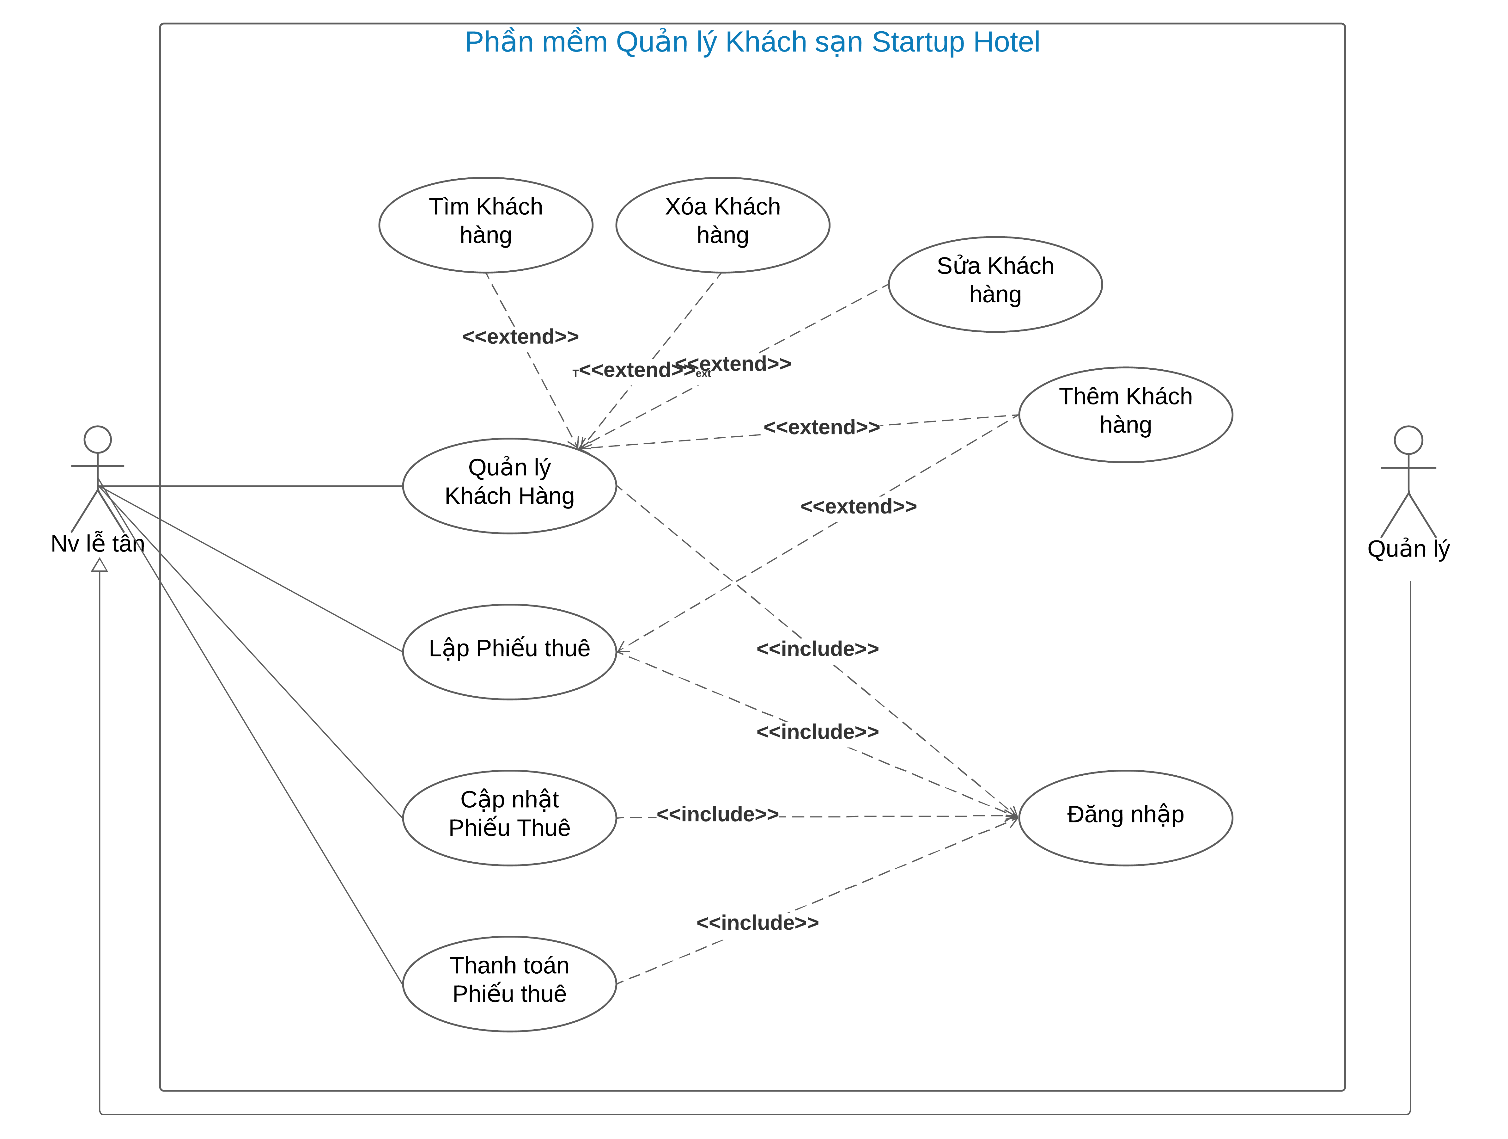 Phần mềm Quản lý Khách sạn Startup Hotel
Tìm Khách
hàng
Xóa Khách
hàng
Sửa Khách
hàng
<<extend>>
T<<extend>>ext
<<extend>>
Thêm Khách
hàng
<<extend>>
Quản lý
Khách Hàng
<<extend>>
Nv lễ tân
Quản lý
Lập Phiếu thuê
<<include>>
<<include>>
Cập nhật
Phiếu Thuê
<<include>>
Đăng nhập
<<include>>
Thanh toán
Phiếu thuê